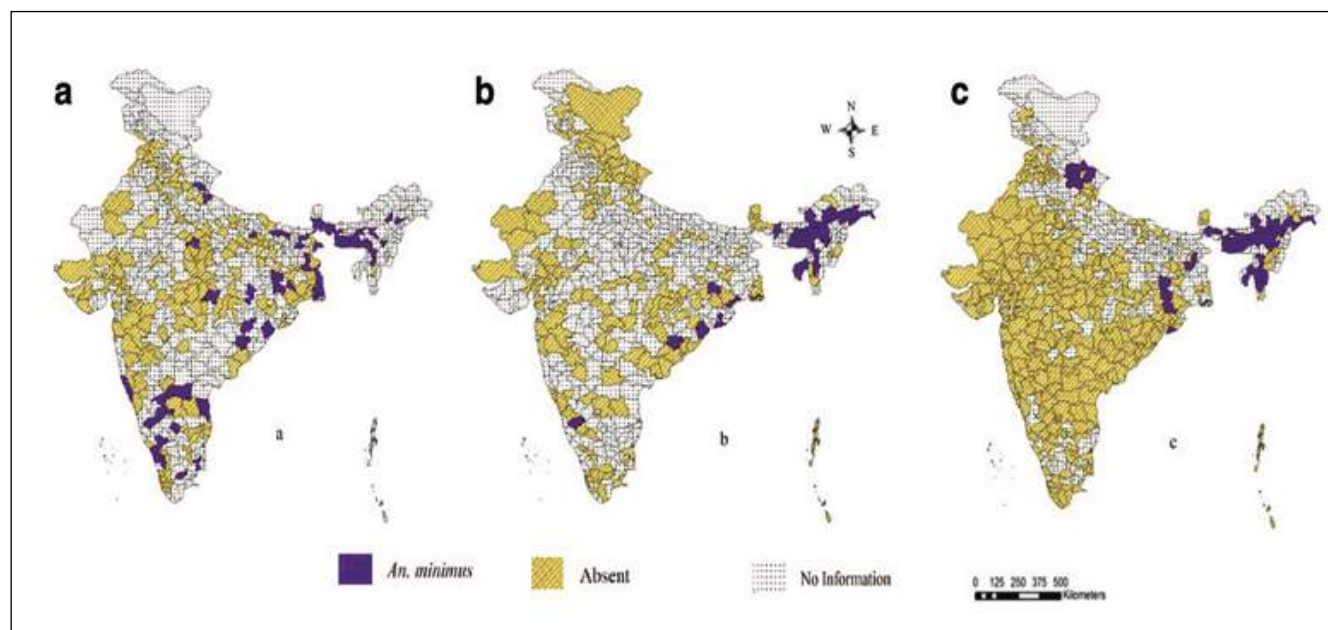 a
b
c
N
W E
S
a
b
c
An. minimus
Absent
No Information
0 125 250 375 500
Kilometers